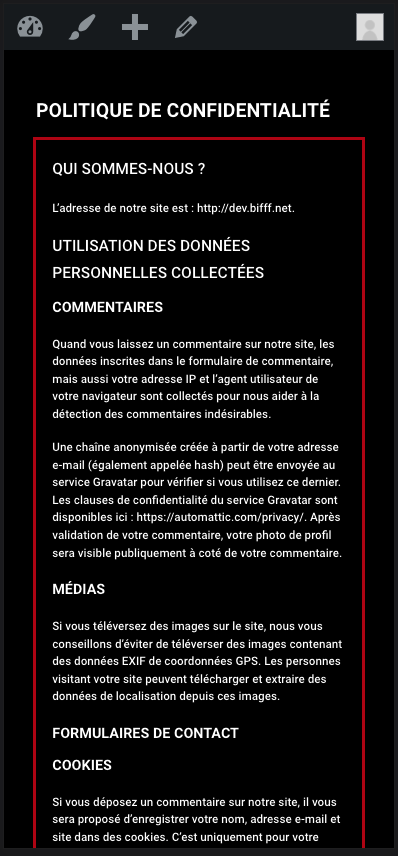 POLITIQUE DE CONFIDENTIALITÉ
QUI SOMMES-NOUS ?
L’adresse de notre site est : http://dev.bifff.net.
UTILISATION DES DONNÉES
PERSONNELLES COLLECTÉES
COMMENTAIRES
Quand vous laissez un commentaire sur notre site, les
données inscrites dans le formulaire de commentaire,
mais aussi votre adresse IP et l’agent utilisateur de
votre navigateur sont collectés pour nous aider à la
détection des commentaires indésirables.
Une chaîne anonymisée créée à partir de votre adresse
e-mail (également appelée hash) peut être envoyée au
service Gravatar pour vérifier si vous utilisez ce dernier.
Les clauses de confidentialité du service Gravatar sont
disponibles ici : https://automattic.com/privacy/. Après
validation de votre commentaire, votre photo de profil
sera visible publiquement à coté de votre commentaire.
MÉDIAS
Si vous téléversez des images sur le site, nous vous
conseillons d’éviter de téléverser des images contenant
des données EXIF de coordonnées GPS. Les personnes
visitant votre site peuvent télécharger et extraire des
données de localisation depuis ces images.
FORMULAIRES DE CONTACT
COOKIES
Si vous déposez un commentaire sur notre site, il vous
sera proposé d’enregistrer votre nom, adresse e-mail et
site dans des cookies. C’est uniquement pour votre